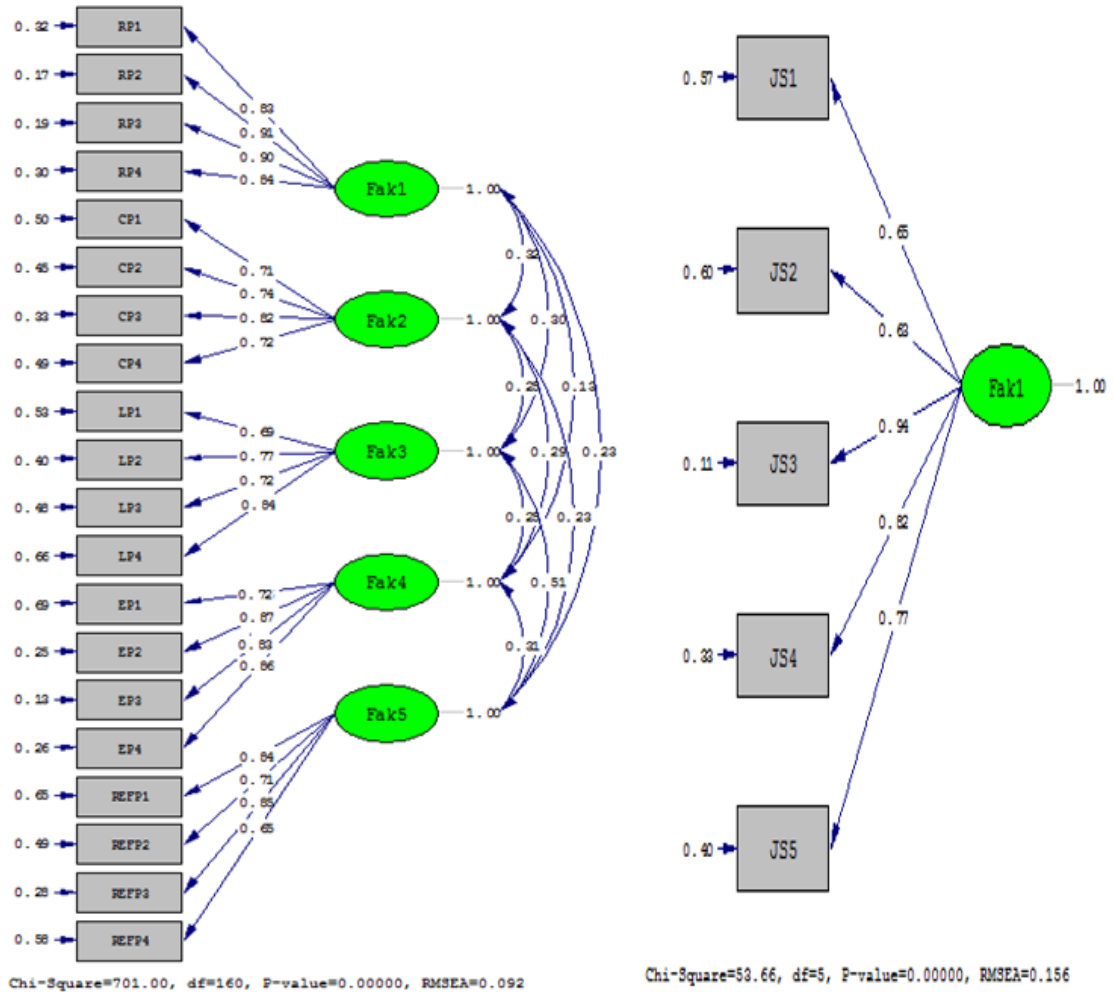 0.32 RP1
0.17 RP2
0.19 RP3
0.30 RP4
0.50 CP1
0.45 CP2
0.33 CP3
0.49 CP4
0.53 LP1
0.40 LP2
0.48 LP3
0.66 LP4
0.69 EP1
0.25 EP2
0.13 EP3
0.26 EP4
0.65 REFP1
0.49 REFP2
0.28 REFP3
0.58 REFP4
0.83
0.91
0.90
0.84
0.71
0.74
0.82
0.72
0.69
0.77
0.72
0.84
0.72
0.87
0.83
0.86
0.84
0.71
0.85
0.65
Fak1 1.00
Fak2 1.00
Fak3 1.00
Fak4 1.00
Fak5 1.00
0.32
0.30
0.25
0.13
0.29
0.23
0.25
0.23
0.51
0.31
Chi-Square=701.00, df=160, P-value=0.00000, RMSEA=0.092
0.57 JS1
0.60 JS2
0.11 JS3
0.33 JS4
0.40 JS5
0.65
0.63
0.94
0.82
0.77
Fak1 1.00
Chi-Square=53.66, df=5, P-value=0.00000, RMSEA=0.156